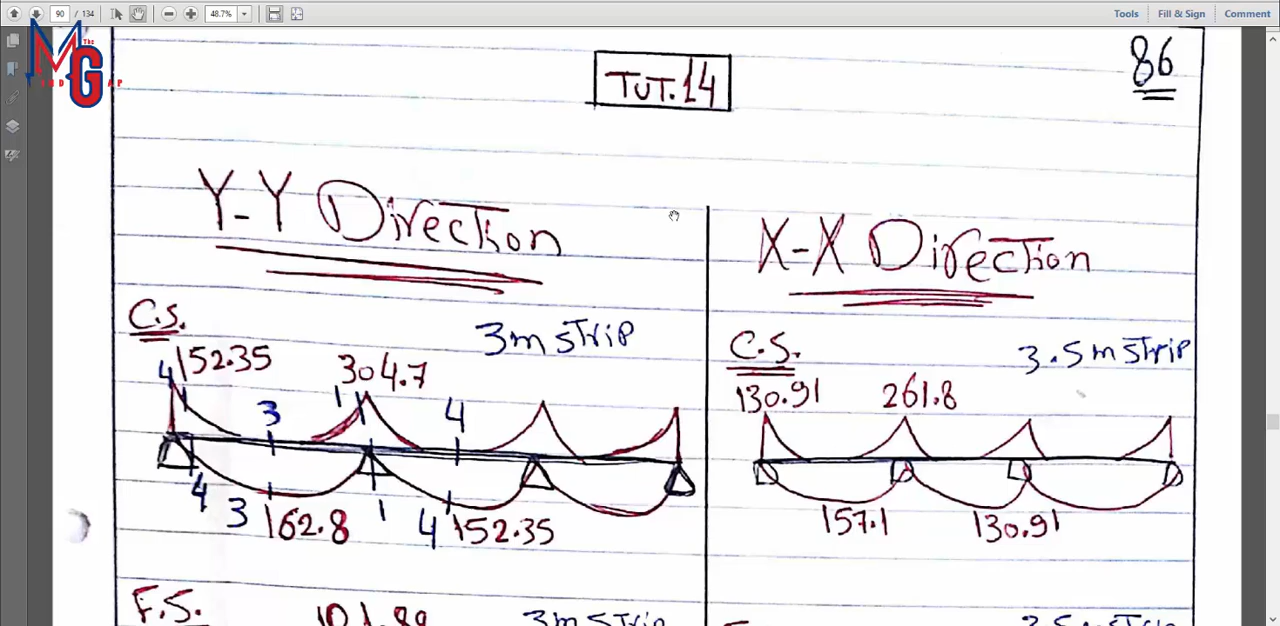 90 / 134
48.7%
Tools
Fill & Sign
Comment
The
MG
86
TUT.14
Y-Y Direction
X-X Direction
C.S.
3m strip
C.S.
3.5m strip
4 152.35
304.7
130.91
261.8
3
1
4
4
3
162.8
1
4
152.35
157.1
130.91
F.S.
3m strip